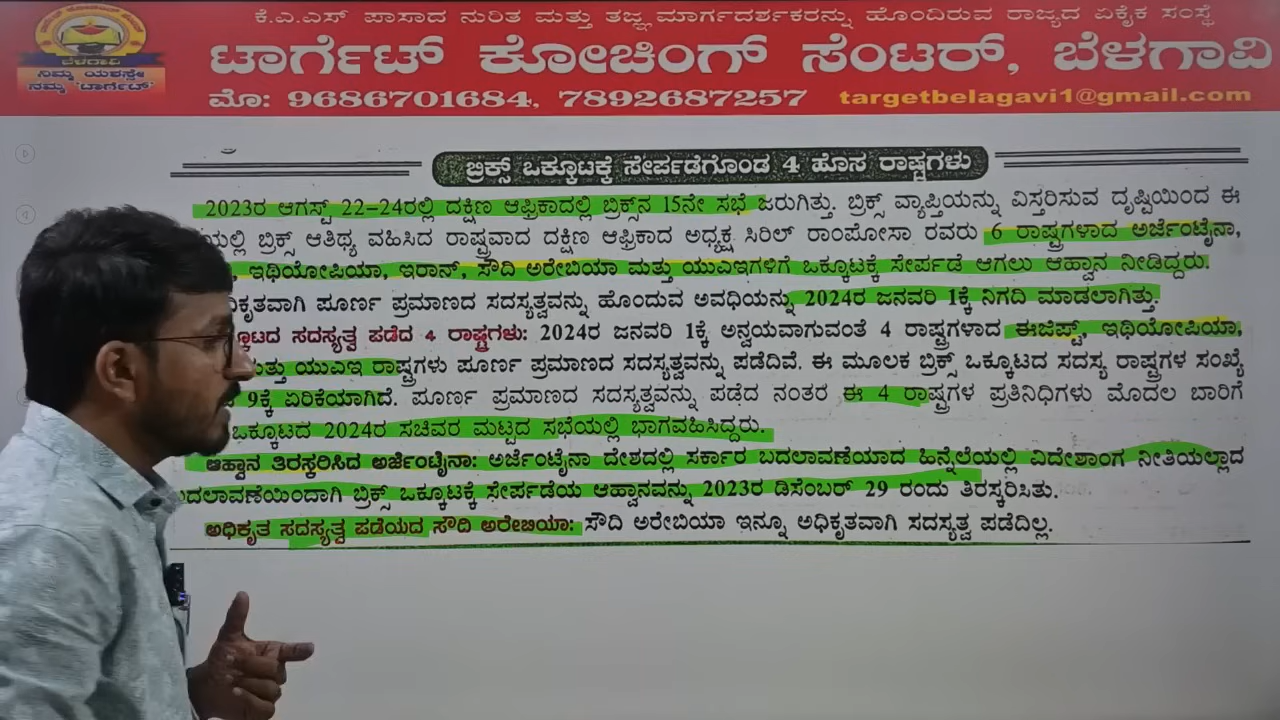 ಕೆ.ಎ.ಎಸ್ ಪಾಸಾದ ನುರಿತ ಮತ್ತು ತಜ್ಞ ಮಾರ್ಗದರ್ಶಕರನ್ನು ಹೊಂದಿರುವ ರಾಜ್ಯದ ಏಕೈಕ ಸಂಸ್ಥೆ
ಟಾರ್ಗೆಟ್ ಕೋಚಿಂಗ್ ಸೆಂಟರ್, ಬೆಳಗಾವಿ
ಬೆಳಗಾವಿ
ನಿಮ್ಮ ಯಶಸ್ಸೇ
ನಮ್ಮ 'ಟಾರ್ಗೆಟ್'
ಮೊ: 9686701684, 7892687257 targetbelagavi1@gmail.com
ಬ್ರಿಕ್ಸ್ ಒಕ್ಕೂಟಕ್ಕೆ ಸೇರ್ಪಡೆಗೊಂಡ 4 ಹೊಸ ರಾಷ್ಟ್ರಗಳು
2023ರ ಆಗಸ್ಟ್ 22-24ರಲ್ಲಿ ದಕ್ಷಿಣ ಆಫ್ರಿಕಾದಲ್ಲಿ ಬ್ರಿಕ್ಸ್‌ನ 15ನೇ ಸಭೆ ಜರುಗಿತ್ತು. ಬ್ರಿಕ್ಸ್ ವ್ಯಾಪ್ತಿಯನ್ನು ವಿಸ್ತರಿಸುವ ದೃಷ್ಟಿಯಿಂದ ಈ
ಯಲ್ಲಿ ಬ್ರಿಕ್ಸ್ ಆತಿಥ್ಯ ವಹಿಸಿದ ರಾಷ್ಟ್ರವಾದ ದಕ್ಷಿಣ ಆಫ್ರಿಕಾದ ಅಧ್ಯಕ್ಷ ಸಿರಿಲ್ ರಾಂಪೋಸಾ ರವರು 6 ರಾಷ್ಟ್ರಗಳಾದ ಅರ್ಜೆಂಟೈನಾ,
, ಇಥಿಯೋಪಿಯಾ, ಇರಾನ್, ಸೌದಿ ಅರೇಬಿಯಾ ಮತ್ತು ಯುಎಇಗಳಿಗೆ ಒಕ್ಕೂಟಕ್ಕೆ ಸೇರ್ಪಡೆ ಆಗಲು ಆಹ್ವಾನ ನೀಡಿದ್ದರು.
ಕೃತವಾಗಿ ಪೂರ್ಣ ಪ್ರಮಾಣದ ಸದಸ್ಯತ್ವವನ್ನು ಹೊಂದುವ ಅವಧಿಯನ್ನು 2024ರ ಜನವರಿ 1ಕ್ಕೆ ನಿಗದಿ ಮಾಡಲಾಗಿತ್ತು.
ಕೂಟದ ಸದಸ್ಯತ್ವ ಪಡೆದ 4 ರಾಷ್ಟ್ರಗಳು: 2024ರ ಜನವರಿ 1ಕ್ಕೆ ಅನ್ವಯವಾಗುವಂತೆ 4 ರಾಷ್ಟ್ರಗಳಾದ ಈಜಿಪ್ಟ್, ಇಥಿಯೋಪಿಯಾ,
ಮತ್ತು ಯುಎಇ ರಾಷ್ಟ್ರಗಳು ಪೂರ್ಣ ಪ್ರಮಾಣದ ಸದಸ್ಯತ್ವವನ್ನು ಪಡೆದಿವೆ. ಈ ಮೂಲಕ ಬ್ರಿಕ್ಸ್ ಒಕ್ಕೂಟದ ಸದಸ್ಯ ರಾಷ್ಟ್ರಗಳ ಸಂಖ್ಯೆ
9ಕ್ಕೆ ಏರಿಕೆಯಾಗಿದೆ. ಪೂರ್ಣ ಪ್ರಮಾಣದ ಸದಸ್ಯತ್ವವನ್ನು ಪಡೆದ ನಂತರ ಈ 4 ರಾಷ್ಟ್ರಗಳ ಪ್ರತಿನಿಧಿಗಳು ಮೊದಲ ಬಾರಿಗೆ
ಒಕ್ಕೂಟದ 2024ರ ಸಚಿವರ ಮಟ್ಟದ ಸಭೆಯಲ್ಲಿ ಭಾಗವಹಿಸಿದ್ದರು.
ಆಹ್ವಾನ ತಿರಸ್ಕರಿಸಿದ ಅರ್ಜೆಂಟೈನಾ: ಅರ್ಜೆಂಟೈನಾ ದೇಶದಲ್ಲಿ ಸರ್ಕಾರ ಬದಲಾವಣೆಯಾದ ಹಿನ್ನೆಲೆಯಲ್ಲಿ ವಿದೇಶಾಂಗ ನೀತಿಯಲ್ಲಾದ
ಬದಲಾವಣೆಯಿಂದಾಗಿ ಬ್ರಿಕ್ಸ್ ಒಕ್ಕೂಟಕ್ಕೆ ಸೇರ್ಪಡೆಯ ಆಹ್ವಾನವನ್ನು 2023ರ ಡಿಸೆಂಬರ್ 29 ರಂದು ತಿರಸ್ಕರಿಸಿತು.
ಅಧಿಕೃತ ಸದಸ್ಯತ್ವ ಪಡೆಯದ ಸೌದಿ ಅರೇಬಿಯಾ: ಸೌದಿ ಅರೇಬಿಯಾ ಇನ್ನೂ ಅಧಿಕೃತವಾಗಿ ಸದಸ್ಯತ್ವ ಪಡೆದಿಲ್ಲ.